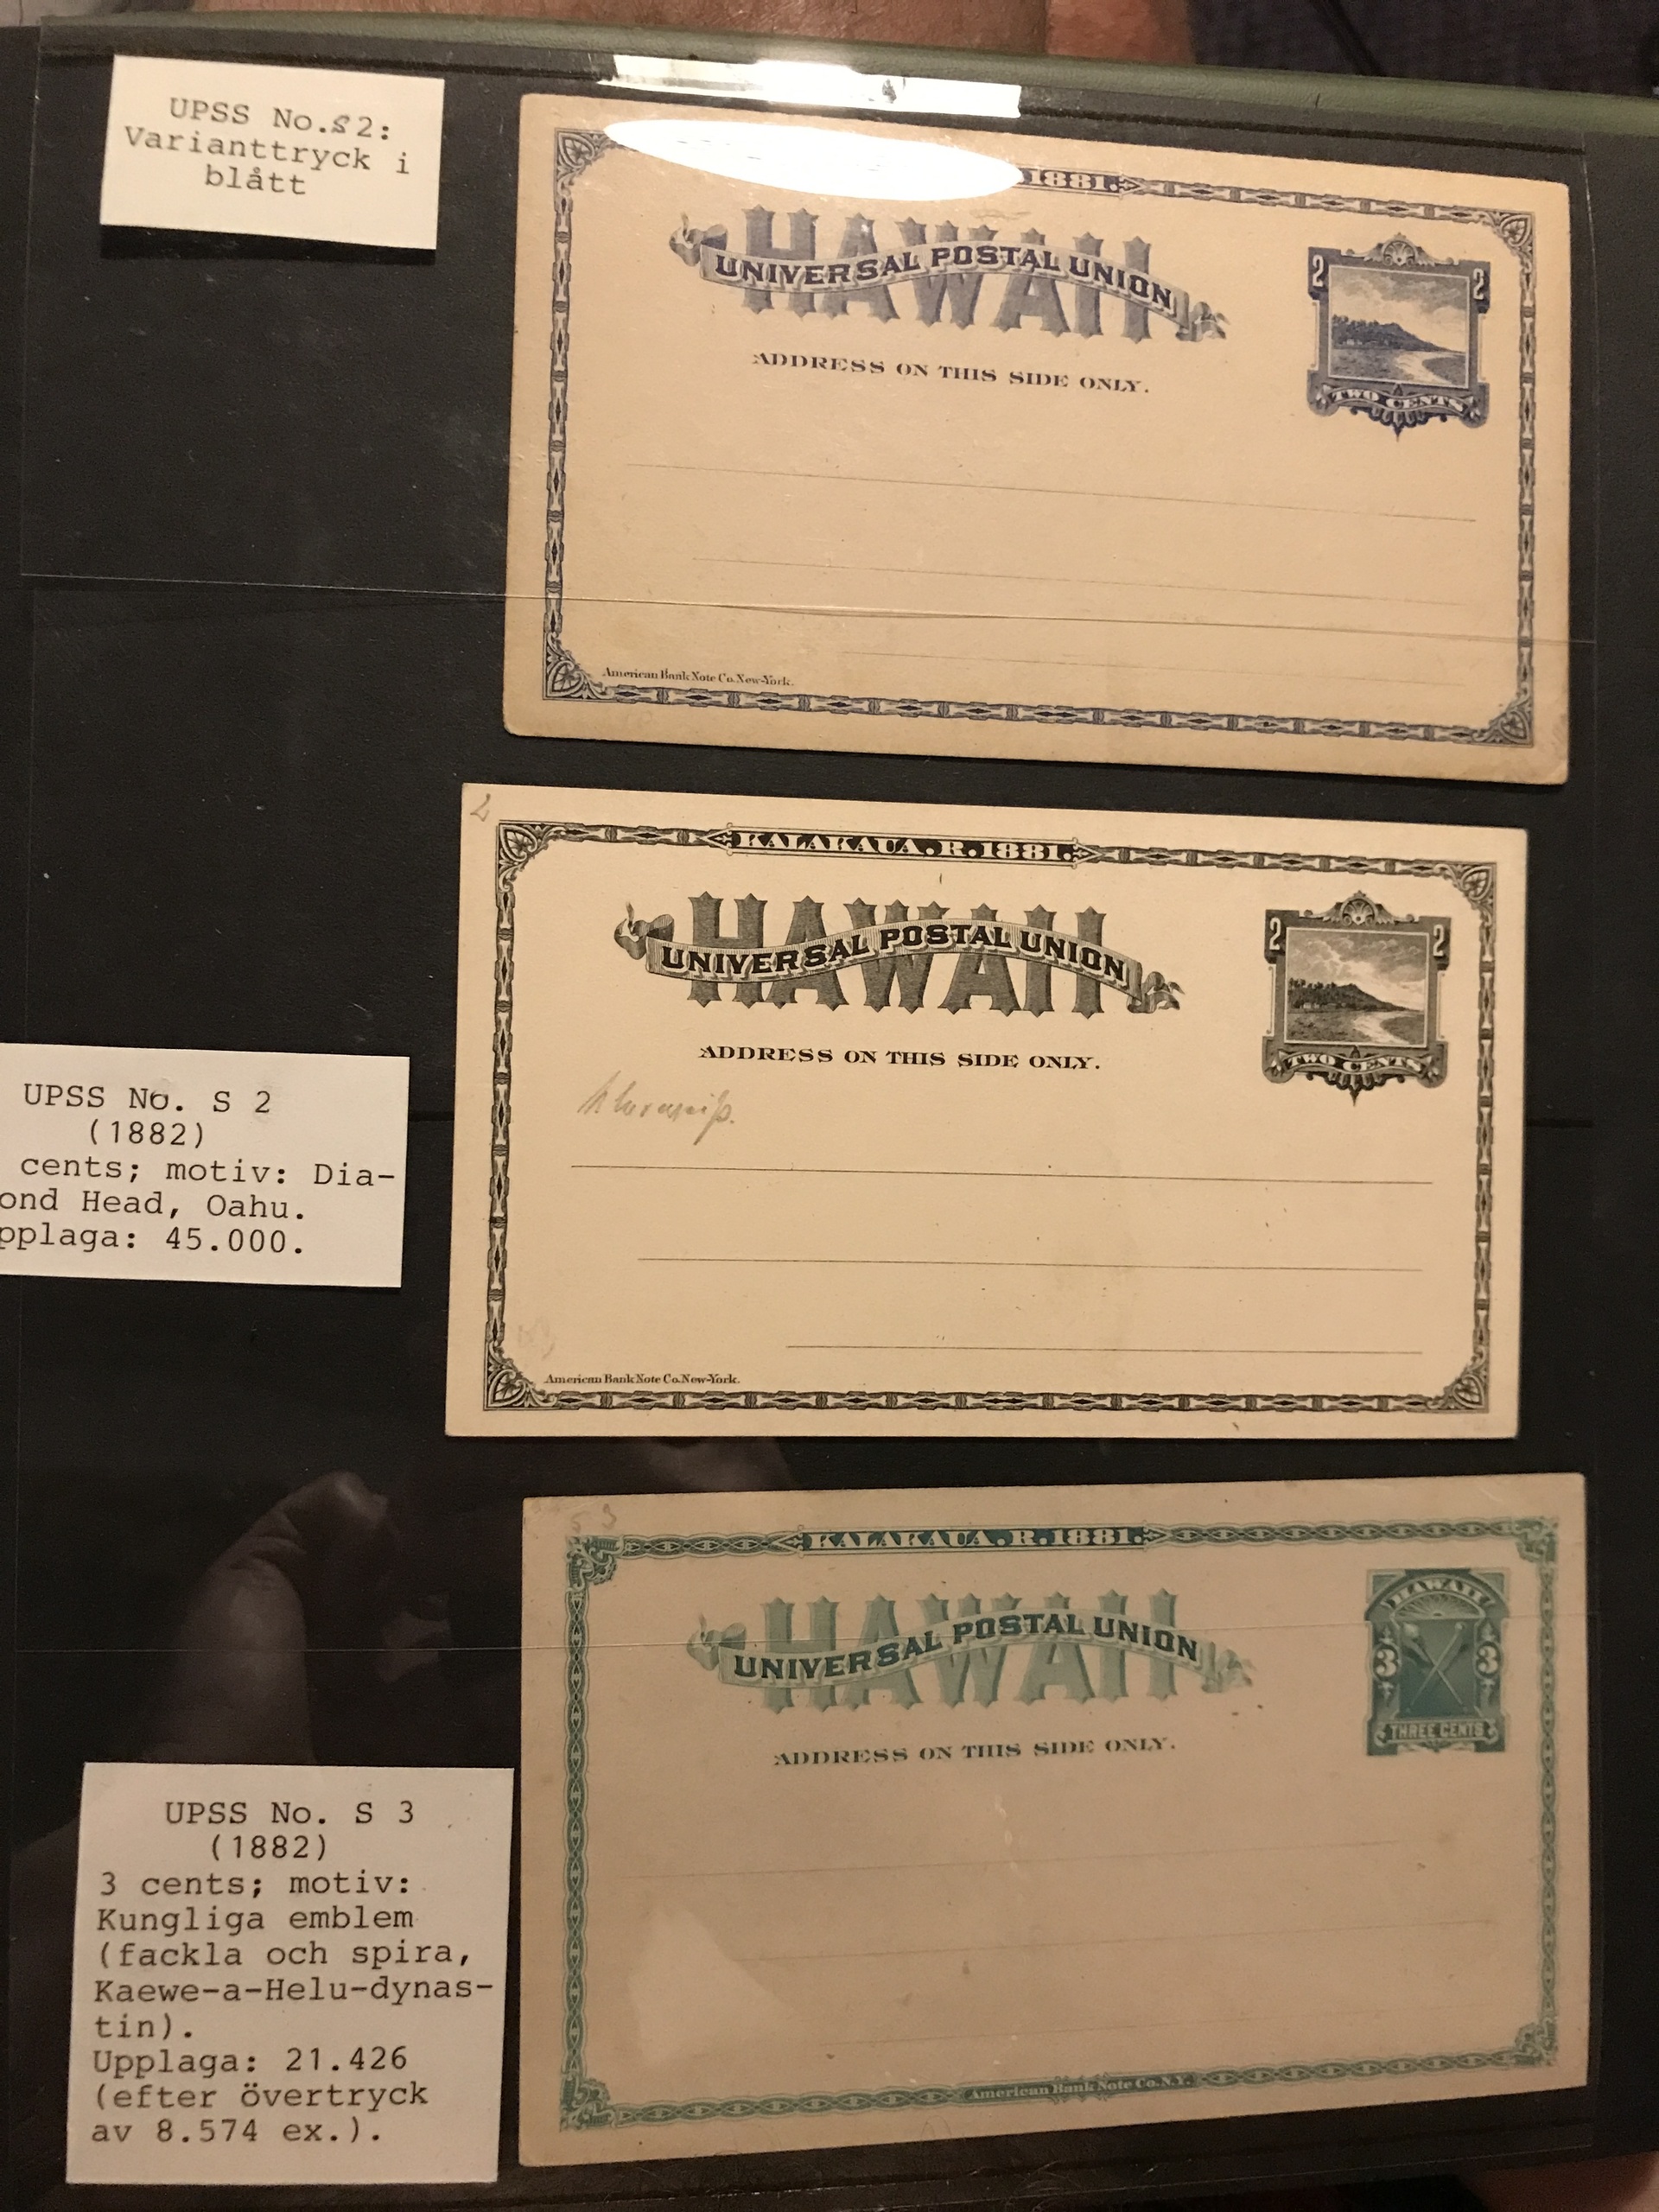 UPSS No.S2:
Varianttryck i
blått
1881.
HAWAII
UNIVERSAL POSTAL UNION
ADDRESS ON THIS SIDE ONLY.
2 2
TWO CENTS
American Bank Note Co. New-York.
UPSS No. S 2
(1882)
cents; motiv: Dia-
ond Head, Oahu.
pplaga: 45.000.
KALAKAUA.R.1881.
HAWAII
UNIVERSAL POSTAL UNION
ADDRESS ON THIS SIDE ONLY.
2 2
TWO CENTS
American Bank Note Co. New-York.
UPSS No. S 3
(1882)
3 cents; motiv:
Kungliga emblem
(fackla och spira,
Kaewe-a-Helu-dynas-
tin).
Upplaga: 21.426
(efter övertryck
av 8.574 ex.).
S 3
KALAKAUA.R.1881.
HAWAII
UNIVERSAL POSTAL UNION
ADDRESS ON THIS SIDE ONLY.
HAWAII
3 3
THREE CENTS
American Bank Note Co. N.Y.